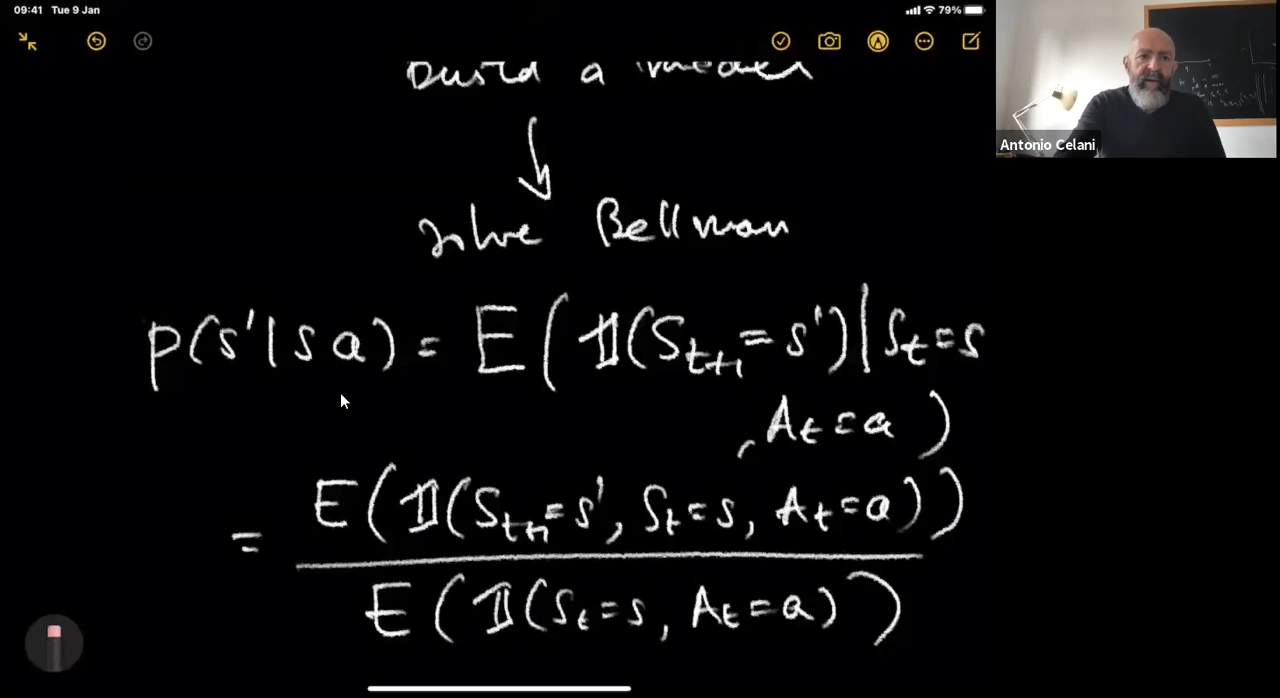 09:41 Tue 9 Jan
79%
Antonio Celani
Build a model
↓
solve Bellman
p(s'|s a) = E(𝟙(S_{t+1} = s')|S_t = s
, A_t = a)
= E(𝟙(S_{t+1} = s', S_t = s, A_t = a))
E(𝟙(S_t = s, A_t = a))